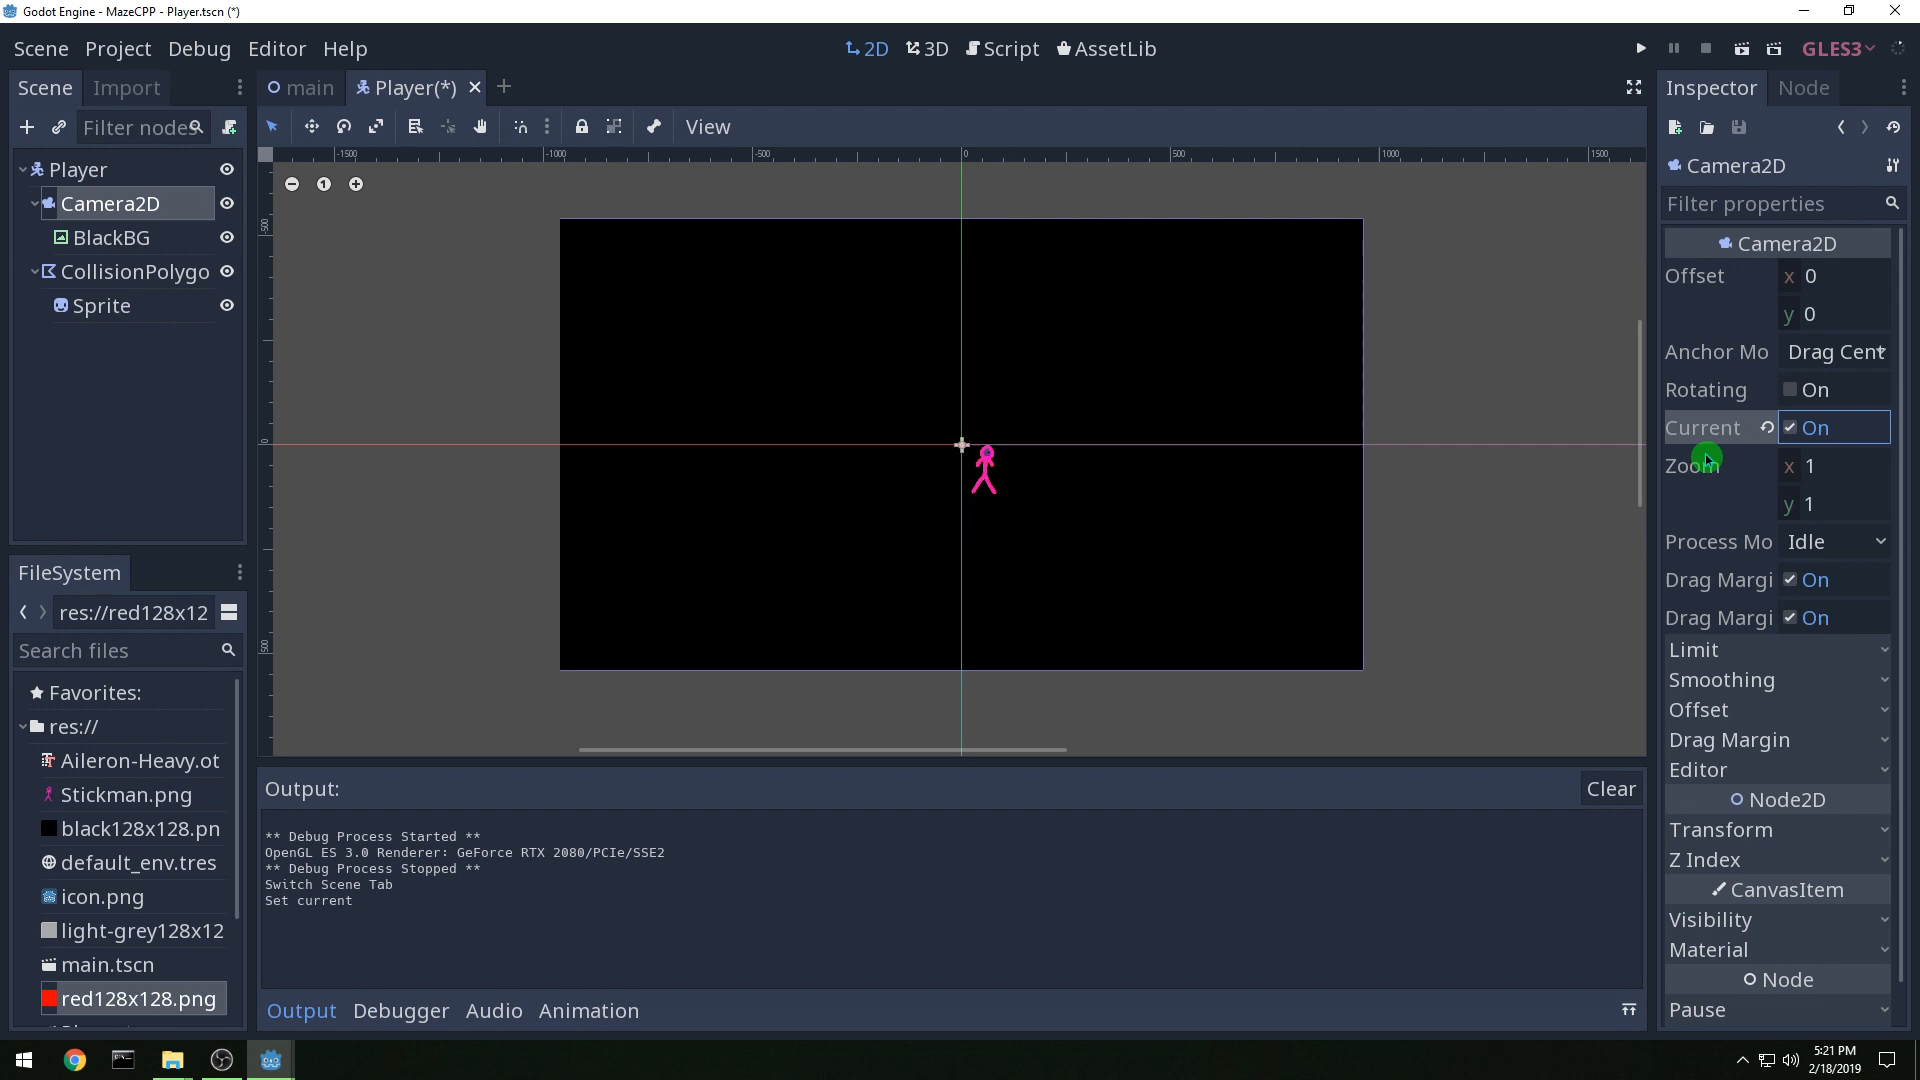 Godot Engine - MazeCPP - Player.tscn (*)
Scene Project Debug Editor Help
2D 3D Script AssetLib
GLES3
Scene Import
main Player(*)
Inspector Node
Filter nodes
View
-1500 -1000 -500 0 500 1000 1500
-500
0
500
1
Player
Camera2D
BlackBG
CollisionPolygo
Sprite
FileSystem
res://red128x12
Search files
Favorites:
res://
Aileron-Heavy.ot
Stickman.png
black128x128.pn
default_env.tres
icon.png
light-grey128x12
main.tscn
red128x128.png
Output:
Clear
** Debug Process Started **
OpenGL ES 3.0 Renderer: GeForce RTX 2080/PCIe/SSE2
** Debug Process Stopped **
Switch Scene Tab
Set current
Output Debugger Audio Animation
Camera2D
Filter properties
Camera2D
Offset x 0
y 0
Anchor Mo Drag Cent
Rotating On
Current On
Zoom x 1
y 1
Process Mo Idle
Drag Margi On
Drag Margi On
Limit
Smoothing
Offset
Drag Margin
Editor
Node2D
Transform
Z Index
CanvasItem
Visibility
Material
Node
Pause
5:21 PM
2/18/2019